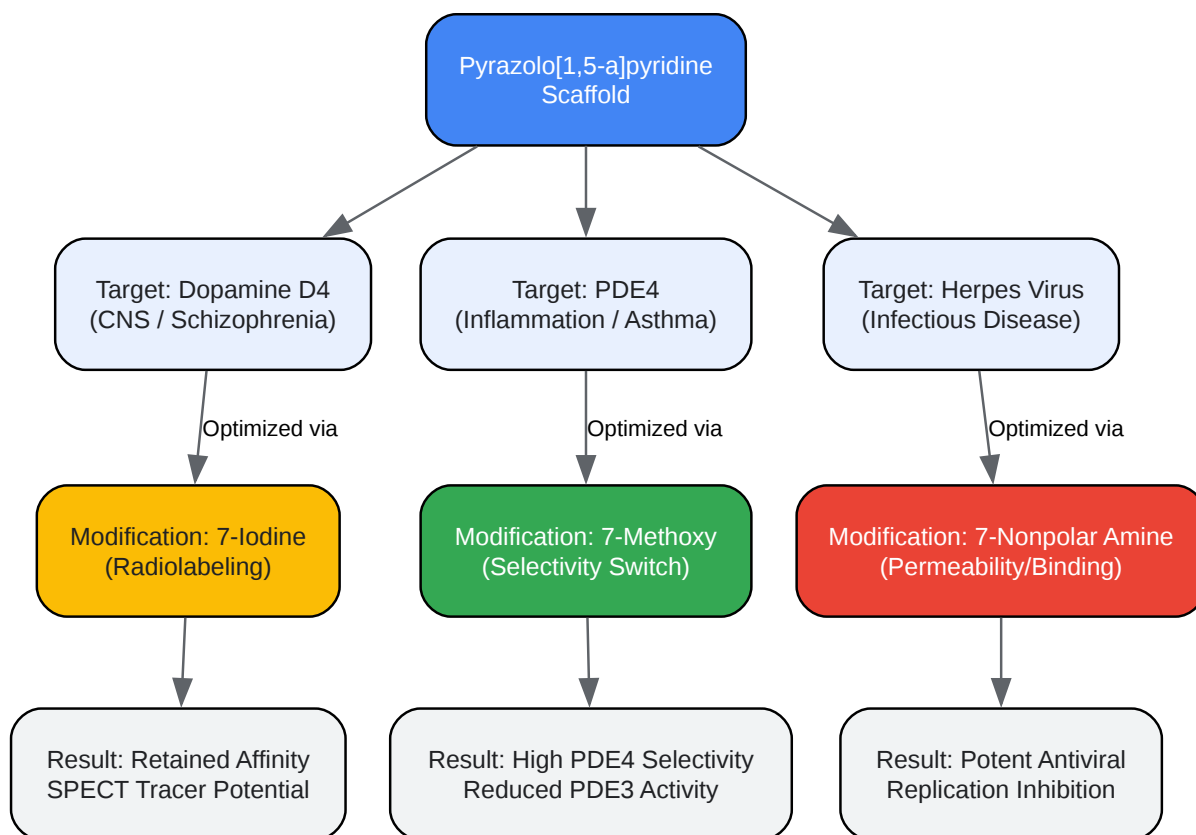 Pyrazolo[1,5-a]pyridine
Scaffold
Target: Dopamine D4
(CNS / Schizophrenia)
Target: PDE4
(Inflammation / Asthma)
Target: Herpes Virus
(Infectious Disease)
Optimized via
Optimized via
Optimized via
Modification: 7-Iodine
(Radiolabeling)
Modification: 7-Methoxy
(Selectivity Switch)
Modification: 7-Nonpolar Amine
(Permeability/Binding)
Result: Retained Affinity
SPECT Tracer Potential
Result: High PDE4 Selectivity
Reduced PDE3 Activity
Result: Potent Antiviral
Replication Inhibition